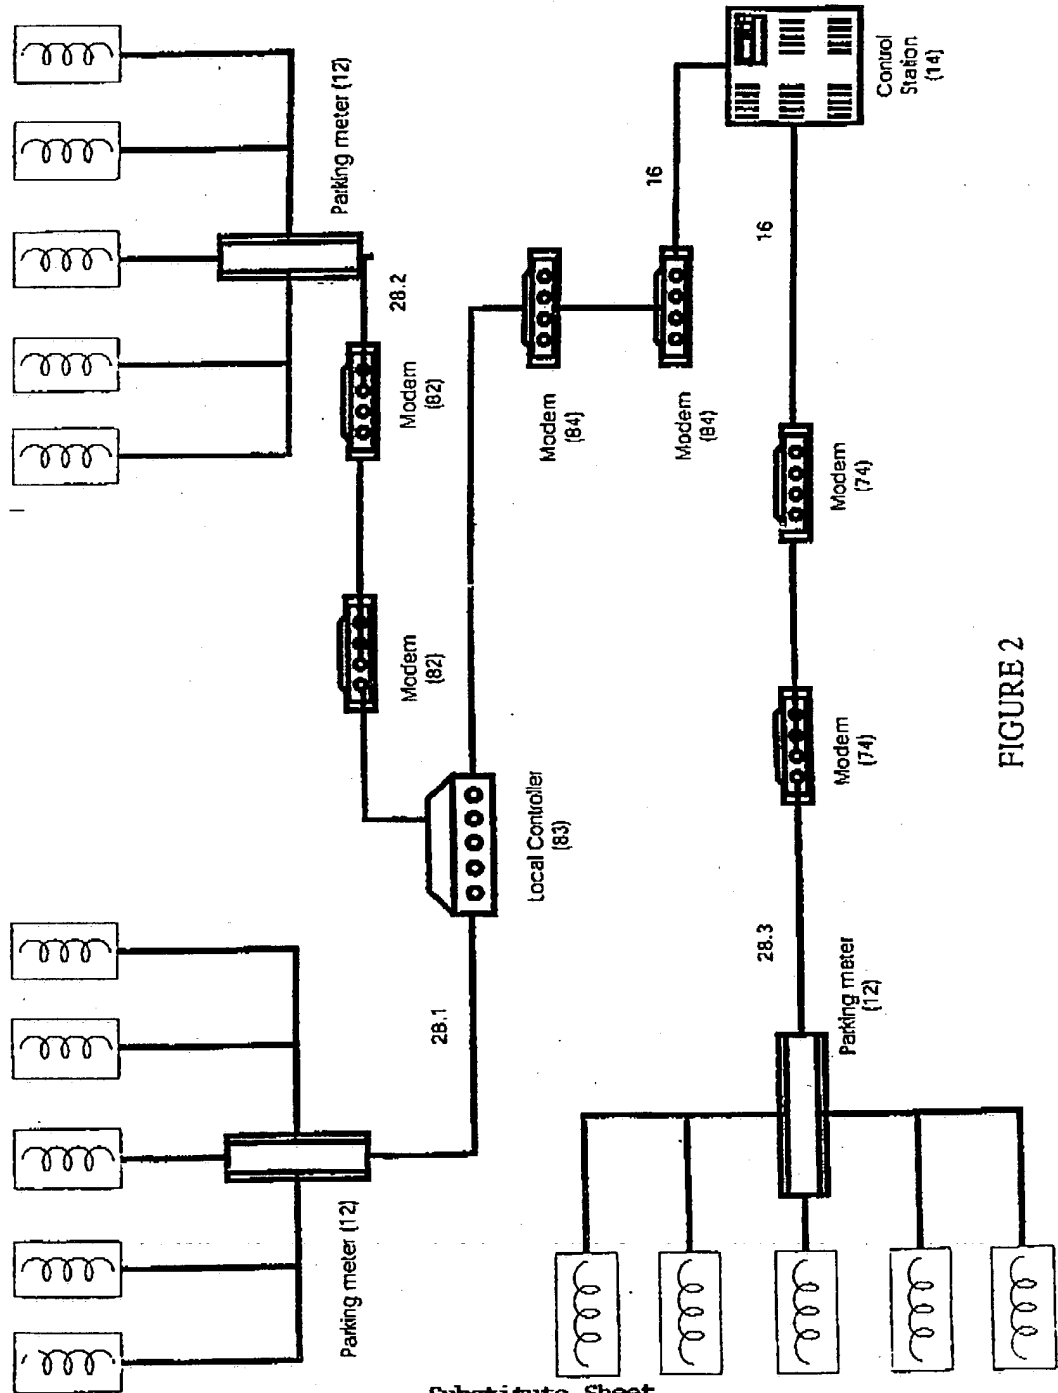 Parking meter (12)
28.1
Local Controller
(83)
Modem
(82)
Modem
(82)
28.2
Parking meter (12)
Modem
(84)
Modem
(84)
16
Control
Station
(14)
16
Modem
(74)
Modem
(74)
28.3
Parking meter
(12)
FIGURE 2
Substitute Sheet